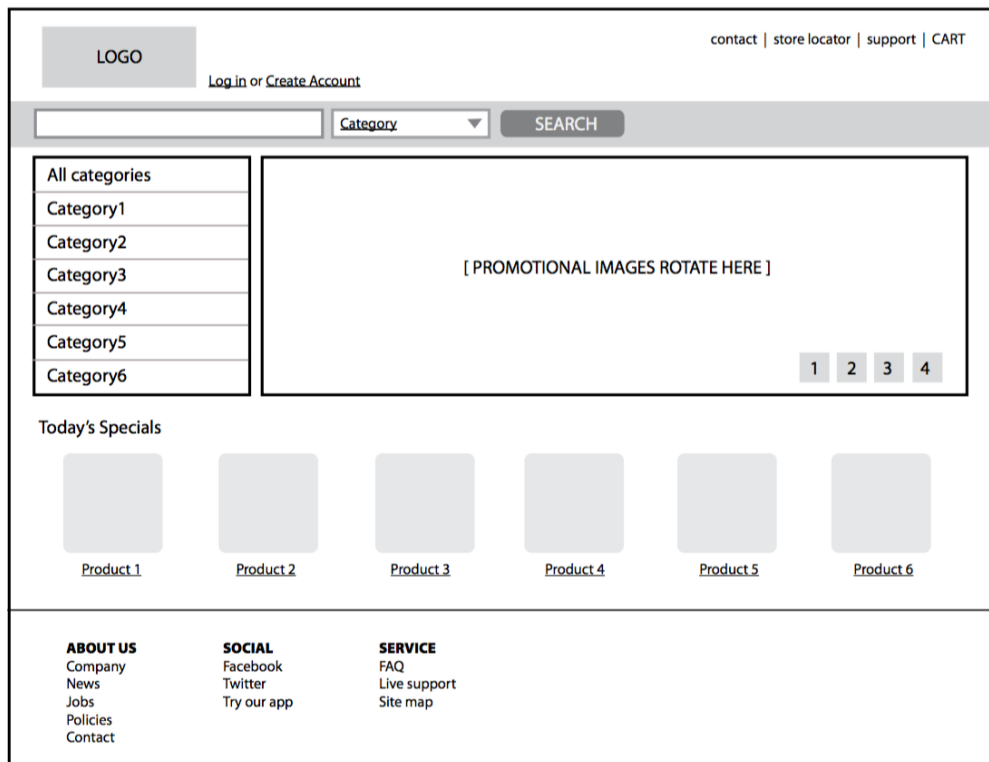 LOGO
contact | store locator | support | CART
Log in or Create Account
Category
SEARCH
All categories
Category1
Category2
Category3
Category4
Category5
Category6
[ PROMOTIONAL IMAGES ROTATE HERE ]
1 2 3 4
Today's Specials
Product 1 Product 2 Product 3 Product 4 Product 5 Product 6
ABOUT US
Company
News
Jobs
Policies
Contact
SOCIAL
Facebook
Twitter
Try our app
SERVICE
FAQ
Live support
Site map